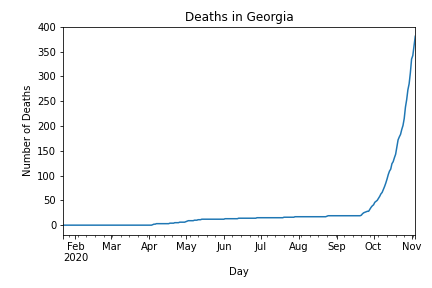 Deaths in Georgia
Number of Deaths
400
350
300
250
200
150
100
50
0
Feb Mar Apr May Jun Jul Aug Sep Oct Nov
2020
Day